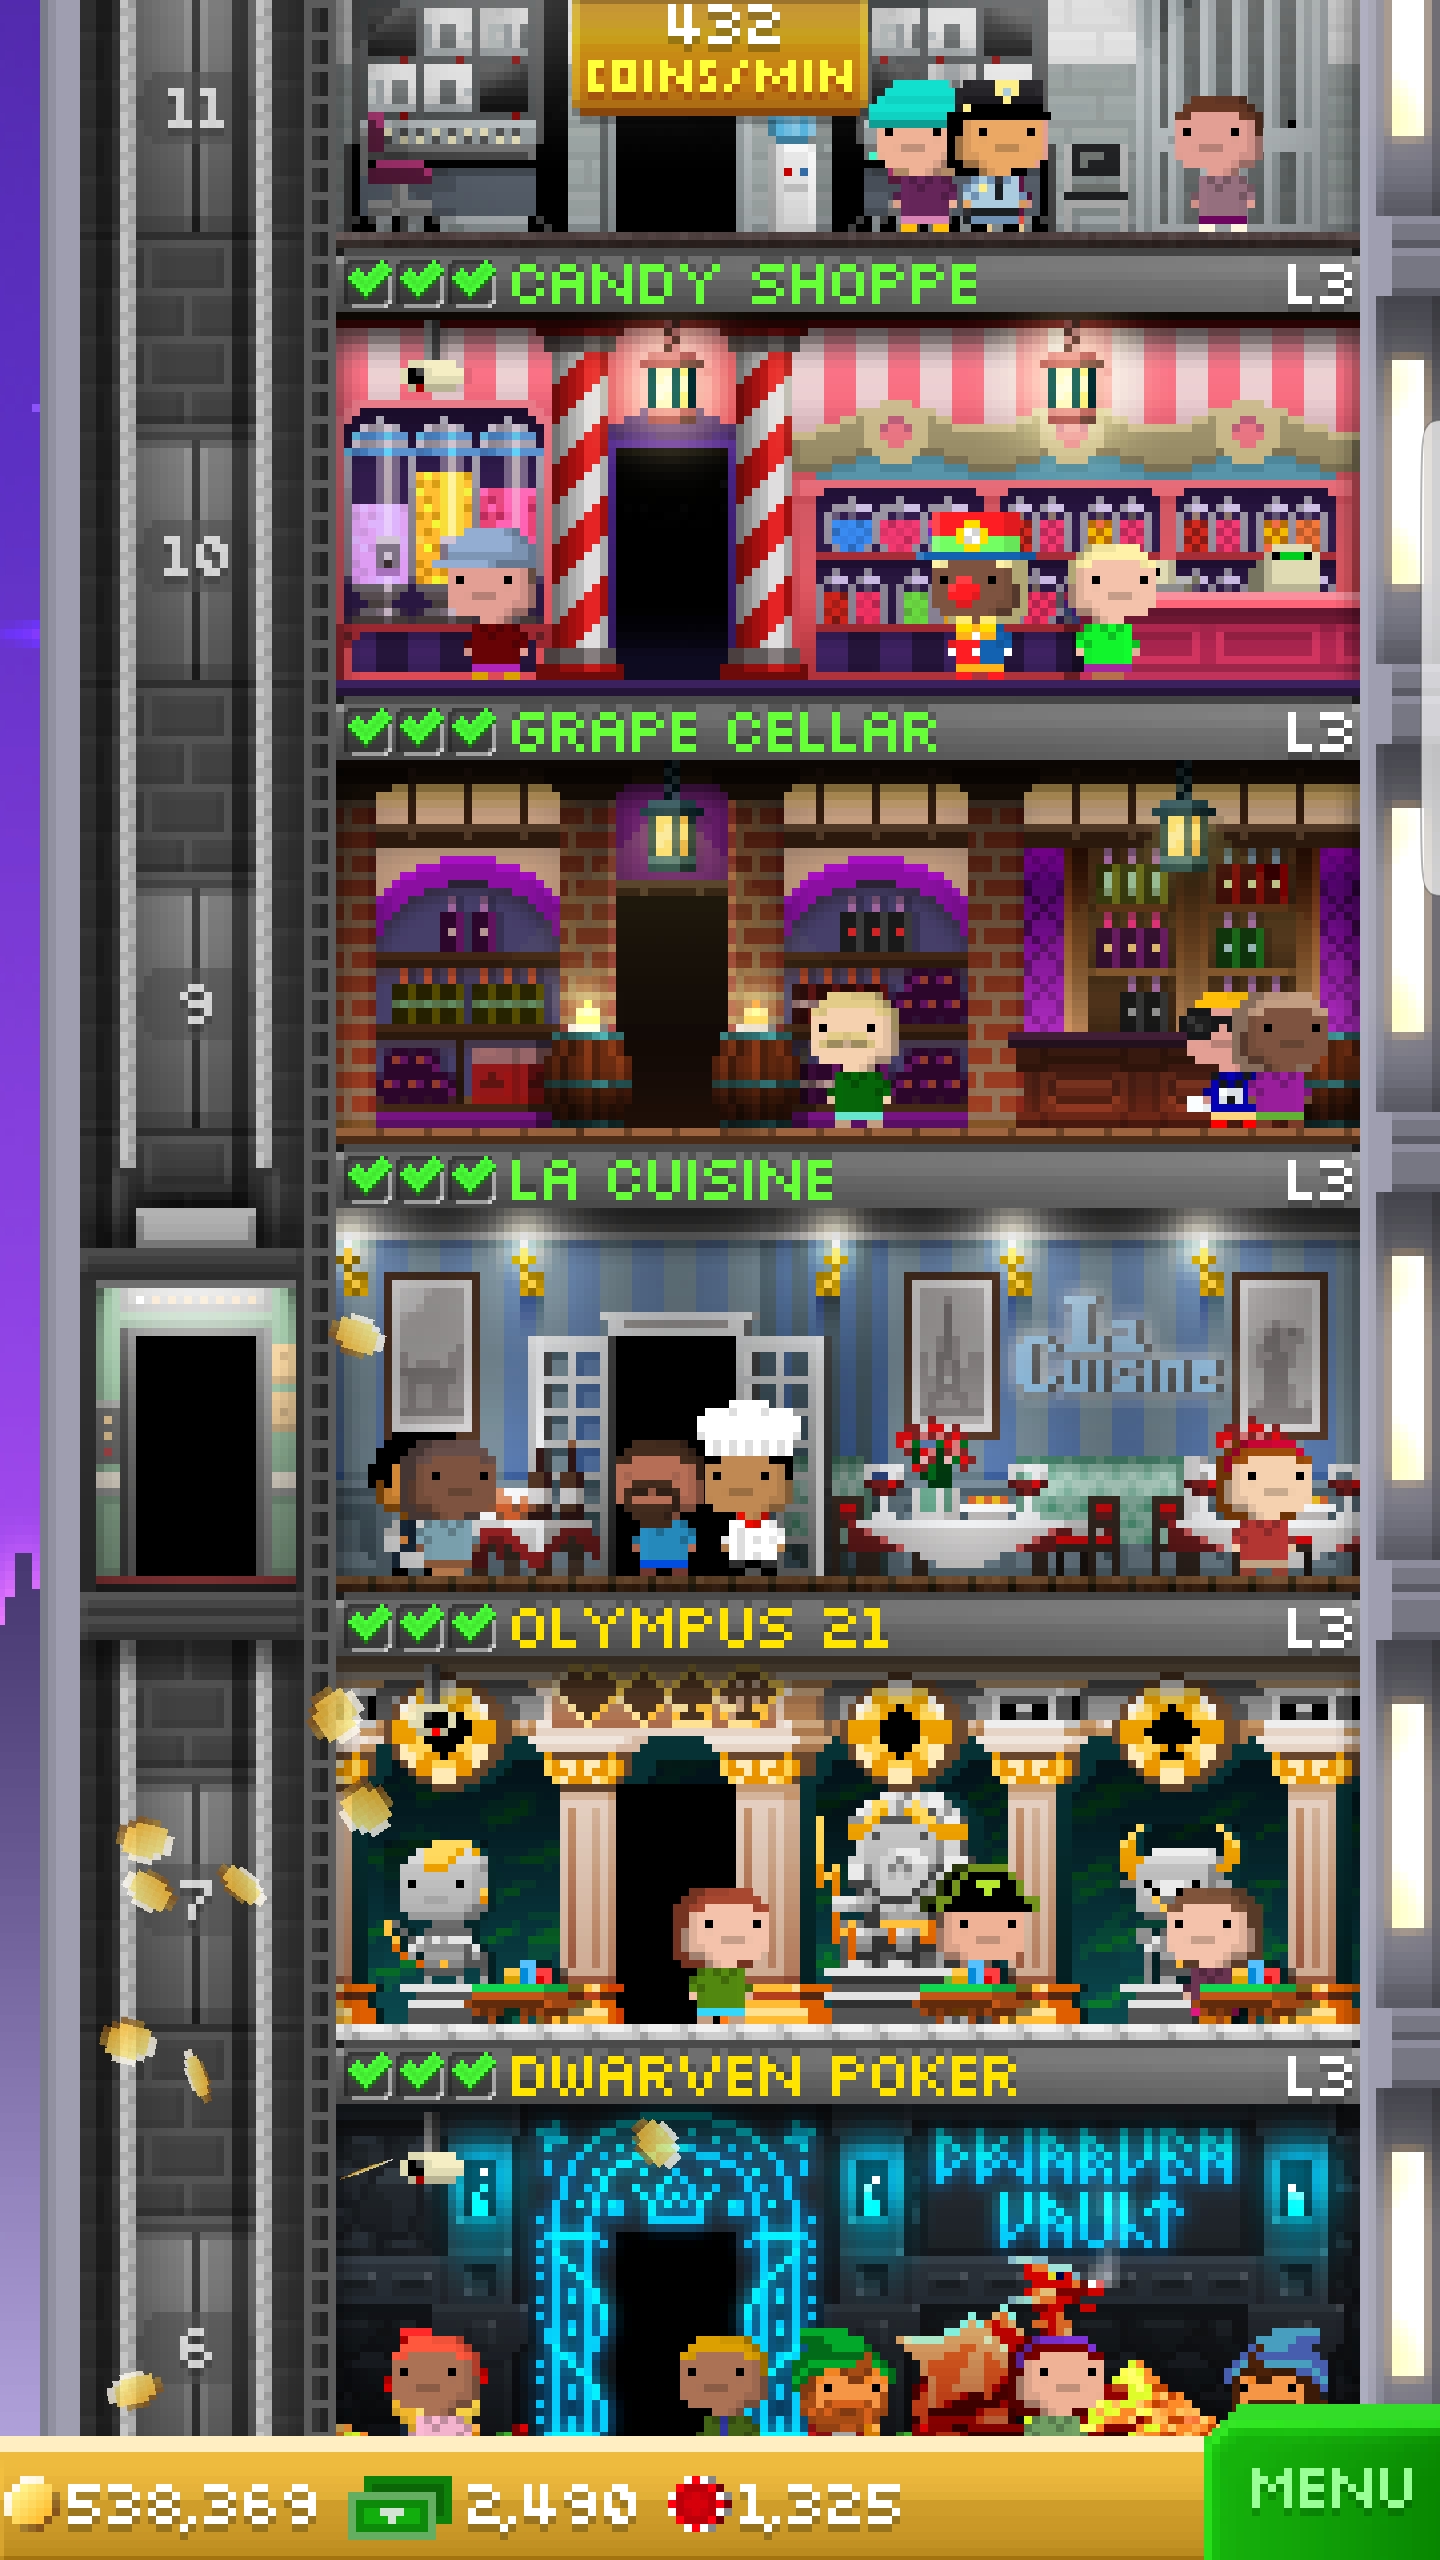 432
COINS/MIN
11
CANDY SHOPPE L3
10
GRAPE CELLAR L3
9
LA CUISINE L3
La
Cuisine
OLYMPUS 21 L3
7
DWARVEN POKER L3
DWARVEN
VAULT
6
538,369 2,490 1,325
MENU